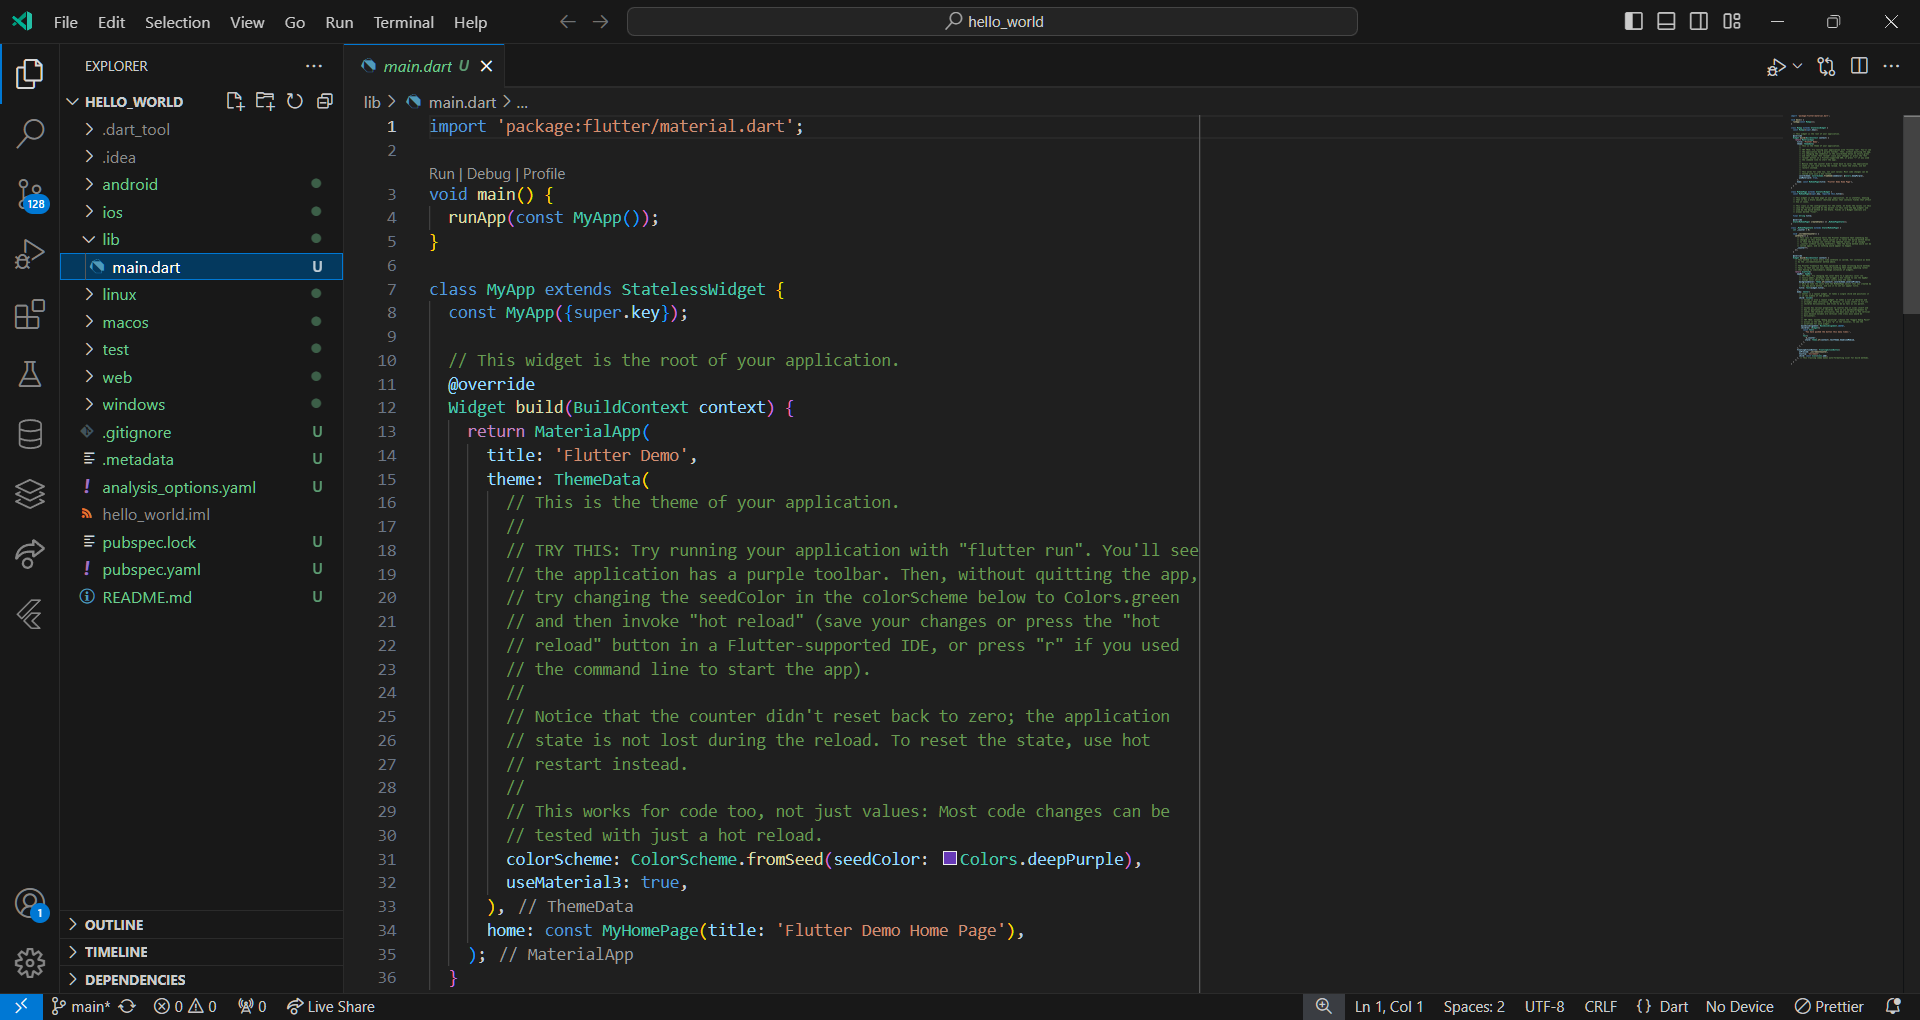 File Edit Selection View Go Run Terminal Help
hello_world
EXPLORER
HELLO_WORLD
.dart_tool
.idea
android
ios
lib
main.dart U
linux
macos
test
web
windows
.gitignore U
.metadata U
analysis_options.yaml U
hello_world.iml
pubspec.lock U
pubspec.yaml U
README.md U
OUTLINE
TIMELINE
DEPENDENCIES
128
1
main.dart U
lib > main.dart > ...
1 import 'package:flutter/material.dart';
2
Run | Debug | Profile
3 void main() {
4 runApp(const MyApp());
5 }
6
7 class MyApp extends StatelessWidget {
8 const MyApp({super.key});
9
10 // This widget is the root of your application.
11 @override
12 Widget build(BuildContext context) {
13 return MaterialApp(
14 title: 'Flutter Demo',
15 theme: ThemeData(
16 // This is the theme of your application.
17 //
18 // TRY THIS: Try running your application with "flutter run". You'll see
19 // the application has a purple toolbar. Then, without quitting the app,
20 // try changing the seedColor in the colorScheme below to Colors.green
21 // and then invoke "hot reload" (save your changes or press the "hot
22 // reload" button in a Flutter-supported IDE, or press "r" if you used
23 // the command line to start the app).
24 //
25 // Notice that the counter didn't reset back to zero; the application
26 // state is not lost during the reload. To reset the state, use hot
27 // restart instead.
28 //
29 // This works for code too, not just values: Most code changes can be
30 // tested with just a hot reload.
31 colorScheme: ColorScheme.fromSeed(seedColor: Colors.deepPurple),
32 useMaterial3: true,
33 ), // ThemeData
34 home: const MyHomePage(title: 'Flutter Demo Home Page'),
35 ); // MaterialApp
36 }
main* 0 0 0 Live Share Ln 1, Col 1 Spaces: 2 UTF-8 CRLF {} Dart No Device Prettier